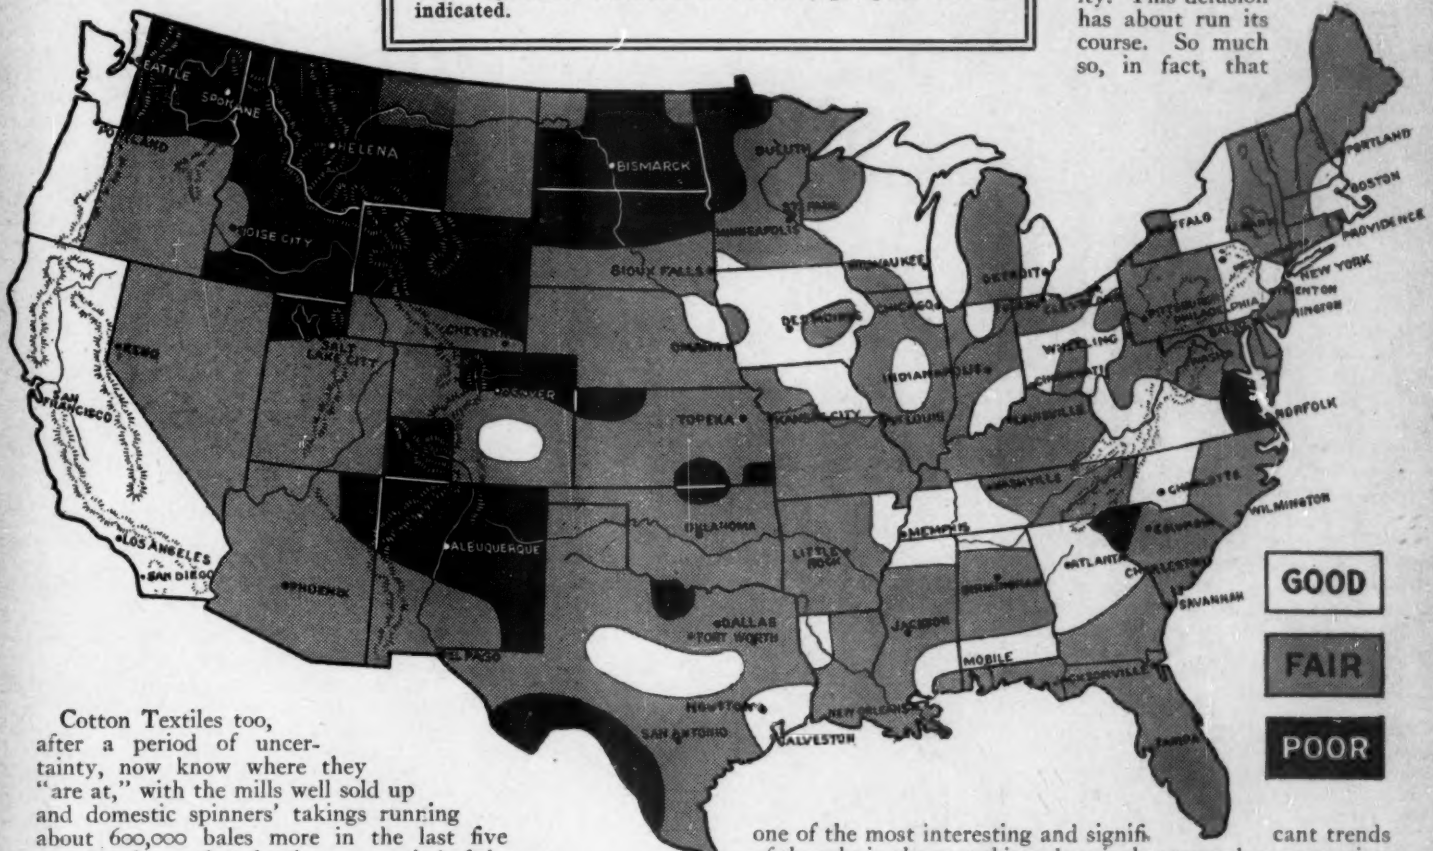 indicated.
has about run its
course. So much
so, in fact, that
SEATTLE
SPOKANE
PORTLAND
HELENA
BISMARCK
DULUTH
ST. PAUL
MINNEAPOLIS
BOISE CITY
SIOUX FALLS
MILWAUKEE
DETROIT
BUFFALO
PORTLAND
BOSTON
PROVIDENCE
NEW YORK
TRENTON
CHEYENNE
OMAHA
DES MOINES
CHICAGO
CLEVELAND
PITTSBURGH
PHILADELPHIA
RENO
SALT
LAKE CITY
DENVER
TOPEKA
KANSAS CITY
ST. LOUIS
INDIANAPOLIS
CINCINNATI
WHEELING
LOUISVILLE
NORFOLK
SAN
FRANCISCO
LOS ANGELES
SAN DIEGO
PHOENIX
ALBUQUERQUE
EL PASO
OKLAHOMA
LITTLE
ROCK
MEMPHIS
NASHVILLE
CHARLOTTE
WILMINGTON
COLUMBIA
CHARLESTON
ATLANTA
BIRMINGHAM
SAVANNAH
DALLAS
FORT WORTH
JACKSON
MOBILE
JACKSONVILLE
HOUSTON
SAN ANTONIO
GALVESTON
NEW ORLEANS
TAMPA
GOOD
FAIR
POOR
Cotton Textiles too,
after a period of uncer-
tainty, now know where they
"are at," with the mills well sold up
and domestic spinners' takings running
about 600,000 bales more in the last five
one of the most interesting and signifi- cant trends